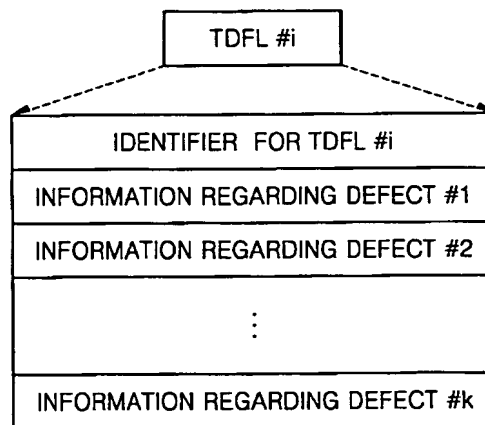 TDFL #i
IDENTIFIER FOR TDFL #i
INFORMATION REGARDING DEFECT #1
INFORMATION REGARDING DEFECT #2
⋮
INFORMATION REGARDING DEFECT #k